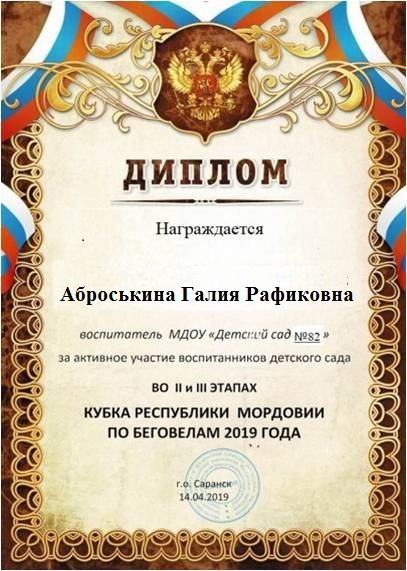 ДИПЛОМ
Награждается
Аброськина Галия Рафиковна
воспитатель МДОУ «Детский сад №82»
за активное участие воспитанников детского сада
ВО II и III ЭТАПАХ
КУБКА РЕСПУБЛИКИ МОРДОВИИ
ПО БЕГОВЕЛАМ 2019 ГОДА
г.о. Саранск
14.04.2019